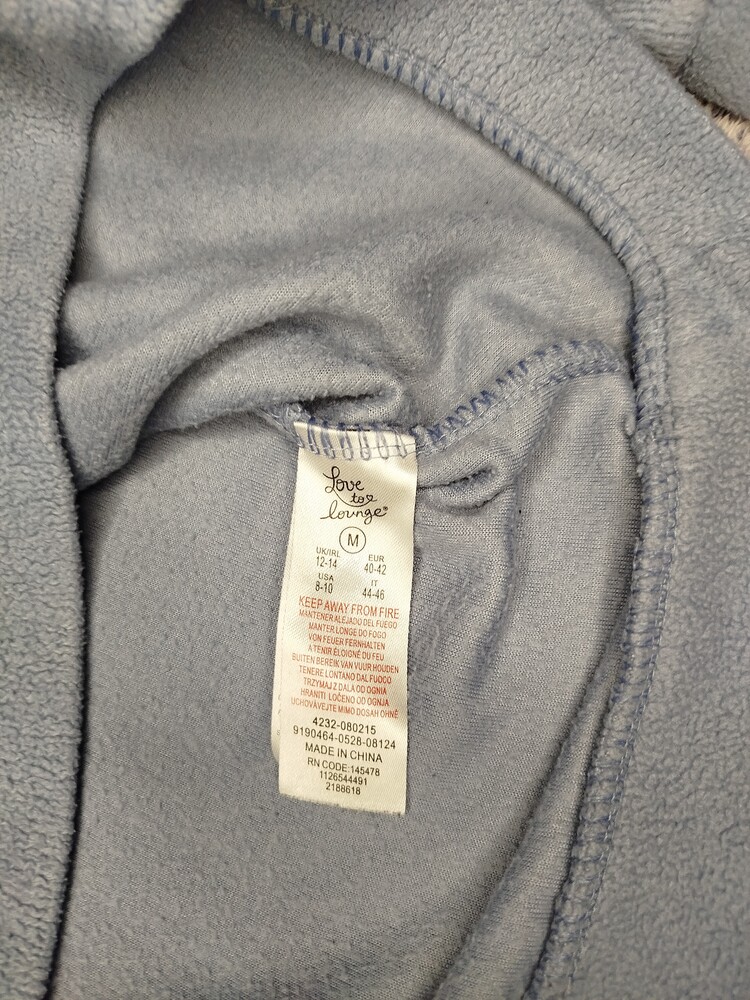 Love
to
lounge®
M
UK/IRL EUR
12-14 40-42
USA IT
8-10 44-46
KEEP AWAY FROM FIRE
MANTENER ALEJADO DEL FUEGO
MANTER LONGE DO FOGO
VON FEUER FERNHALTEN
A TENIR ÉLOIGNÉ DU FEU
BUITEN BEREIK VAN VUUR HOUDEN
TENERE LONTANO DAL FUOCO
TRZYMAJ Z DALA OD OGNIA
HRANITI LOČENO OD OGNJA
UCHOVÁVEJTE MIMO DOSAH OHNĚ
4232-080215
9190464-0528-08124
MADE IN CHINA
RN CODE:145478
1126544491
2188618